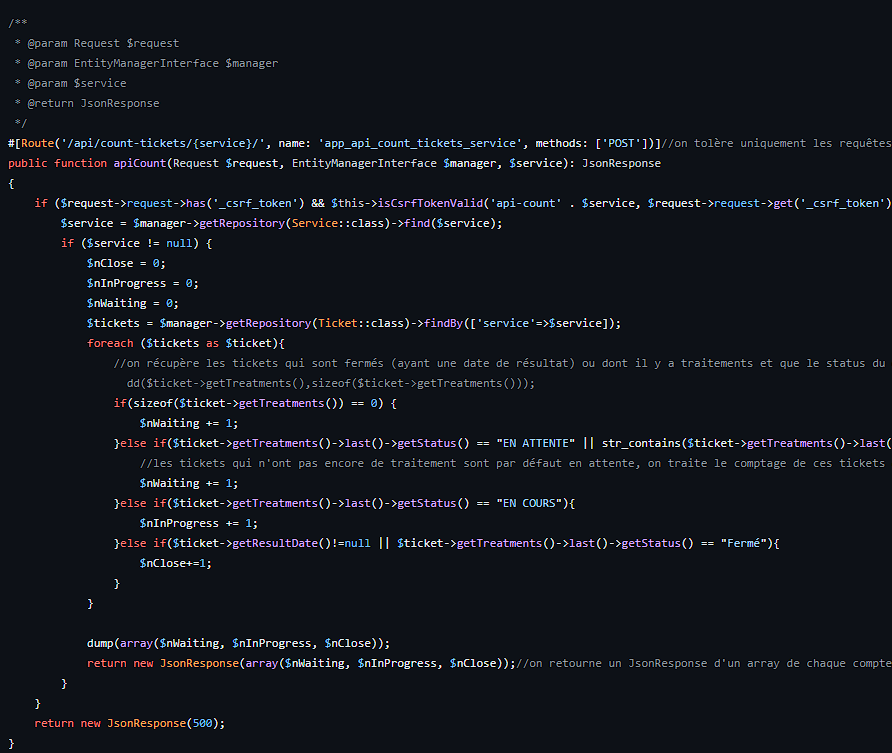 /**
 * @param Request $request
 * @param EntityManagerInterface $manager
 * @param $service
 * @return JsonResponse
 */
#[Route('/api/count-tickets/{service}/', name: 'app_api_count_tickets_service', methods: ['POST'])]//on tolère uniquement les requêtes
public function apiCount(Request $request, EntityManagerInterface $manager, $service): JsonResponse
{
    if ($request->request->has('_csrf_token') && $this->isCsrfTokenValid('api-count' . $service, $request->request->get('_csrf_token')
        $service = $manager->getRepository(Service::class)->find($service);
        if ($service != null) {
            $nClose = 0;
            $nInProgress = 0;
            $nWaiting = 0;
            $tickets = $manager->getRepository(Ticket::class)->findBy(['service'=>$service]);
            foreach ($tickets as $ticket){
                //on récupère les tickets qui sont fermés (ayant une date de résultat) ou dont il y a traitements et que le status du
                  dd($ticket->getTreatments(),sizeof($ticket->getTreatments()));
                if(sizeof($ticket->getTreatments()) == 0) {
                    $nWaiting += 1;
                }else if($ticket->getTreatments()->last()->getStatus() == "EN ATTENTE" || str_contains($ticket->getTreatments()->last(
                    //les tickets qui n'ont pas encore de traitement sont par défaut en attente, on traite le comptage de ces tickets
                    $nWaiting += 1;
                }else if($ticket->getTreatments()->last()->getStatus() == "EN COURS"){
                    $nInProgress += 1;
                }else if($ticket->getResultDate()!=null || $ticket->getTreatments()->last()->getStatus() == "Fermé"){
                    $nClose+=1;
                }
            }

            dump(array($nWaiting, $nInProgress, $nClose));
            return new JsonResponse(array($nWaiting, $nInProgress, $nClose));//on retourne un JsonResponse d'un array de chaque compte
        }
    }
    return new JsonResponse(500);
}